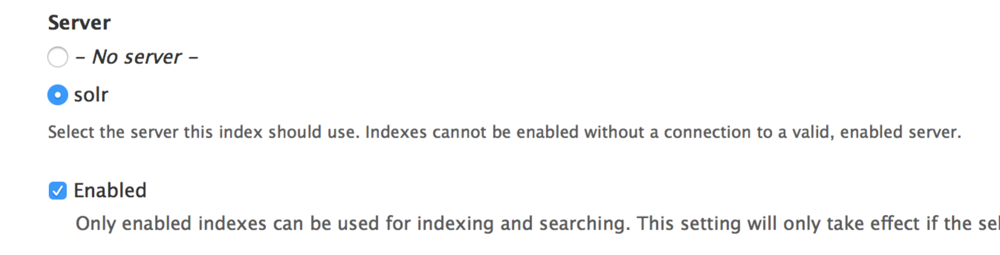 Server
– No server –
solr
Select the server this index should use. Indexes cannot be enabled without a connection to a valid, enabled server.
Enabled
Only enabled indexes can be used for indexing and searching. This setting will only take effect if the